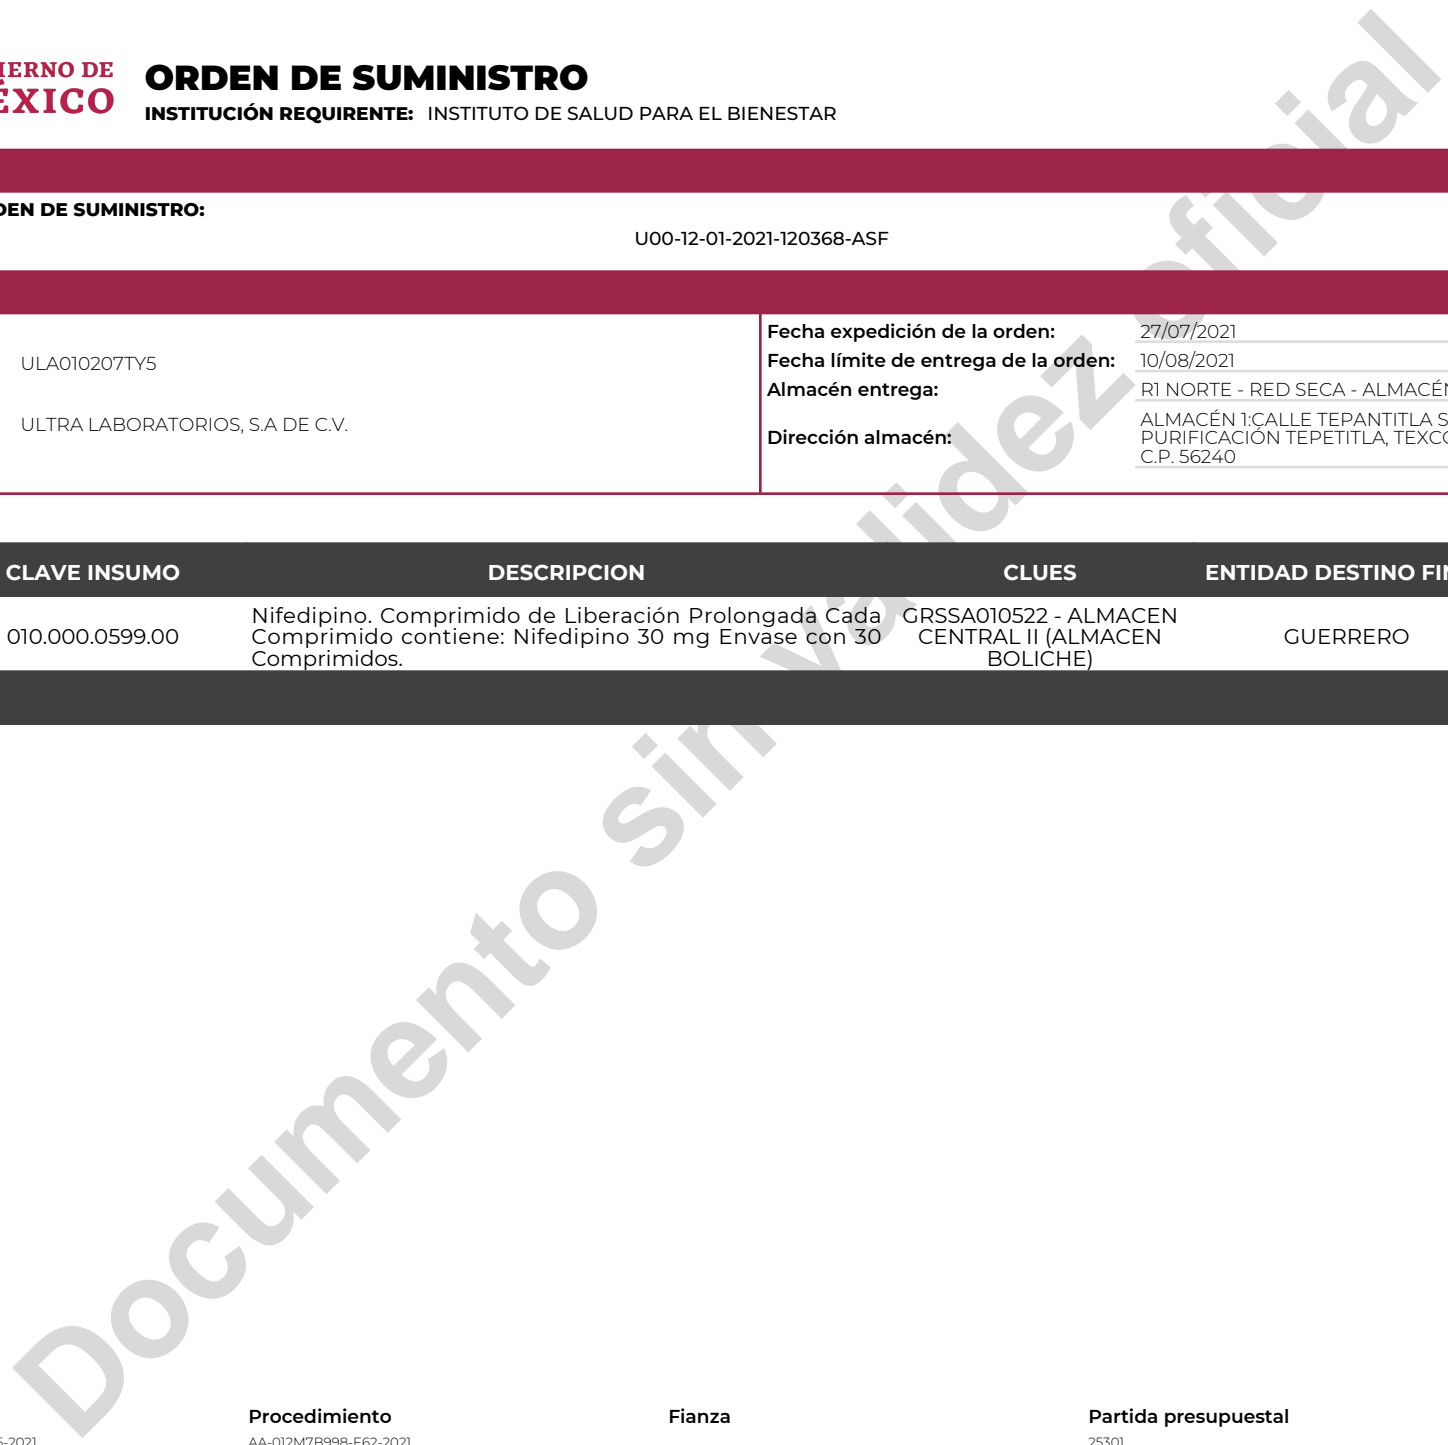 ORDEN DE SUMINISTRO
INSTITUCIÓN REQUIRENTE: INSTITUTO DE SALUD PARA EL BIENESTAR
DE
DE SUMINISTRO:
U00-12-01-2021-120368-ASF
ULA010207TY5
ULTRA LABORATORIOS, S.A DE C.V.
Fecha expedición de la orden: 27/07/2021
Fecha límite de entrega de la orden: 10/08/2021
Almacén entrega: R1 NORTE - RED SECA - ALMACÉN
Dirección almacén:
ALMACÉN 1:CALLE TEPANTITLA S
PURIFICACIÓN TEPETITLA,
C.P. 56240
CLAVE INSUMO DESCRIPCION CLUES ENTIDAD DESTINO
010.000.0599.00
Nifedipino. Comprimido de Liberación Prolongada Cada
Comprimido contiene: Nifedipino 30 mg Envase con 30
Comprimidos.
GRSSA010522 - ALMACEN
CENTRAL II (ALMACEN
BOLICHE)
GUERRERO
Documento sin validez oficial
Procedimiento Fianza Partida presupuestal
AA-012M7B998-E62-2021 25301